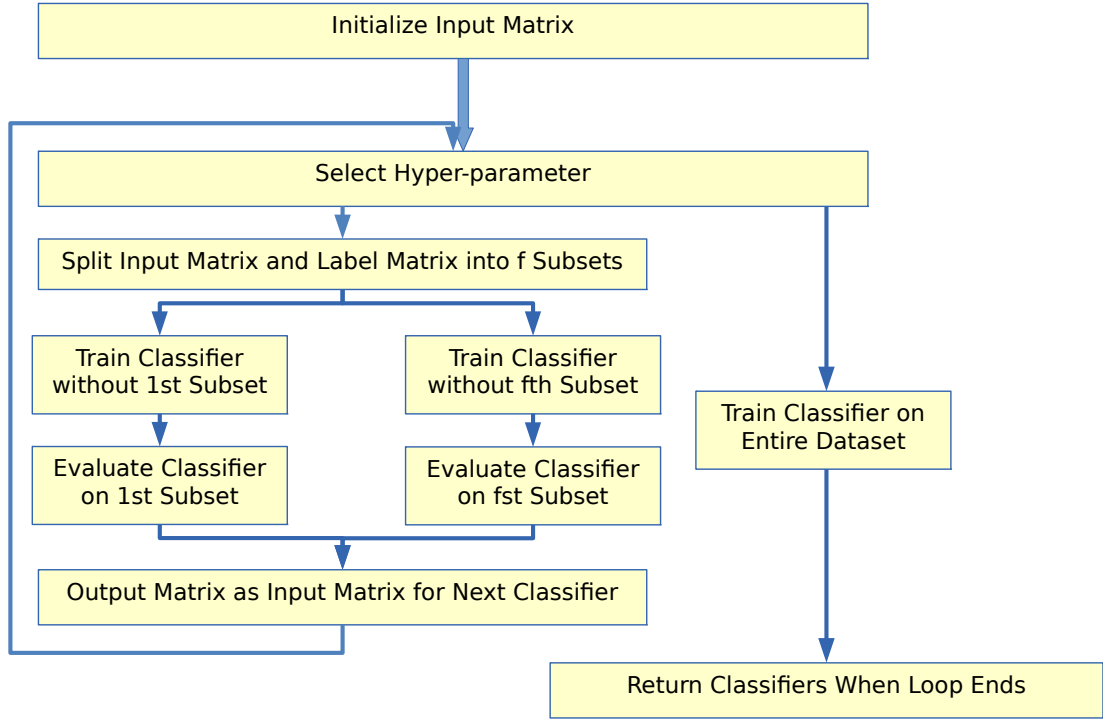 Initialize Input Matrix
Select Hyper-parameter
Split Input Matrix and Label Matrix into f Subsets
Train Classifier
without 1st Subset
Train Classifier
without fth Subset
Train Classifier on
Entire Dataset
Evaluate Classifier
on 1st Subset
Evaluate Classifier
on fst Subset
Output Matrix as Input Matrix for Next Classifier
Return Classifiers When Loop Ends